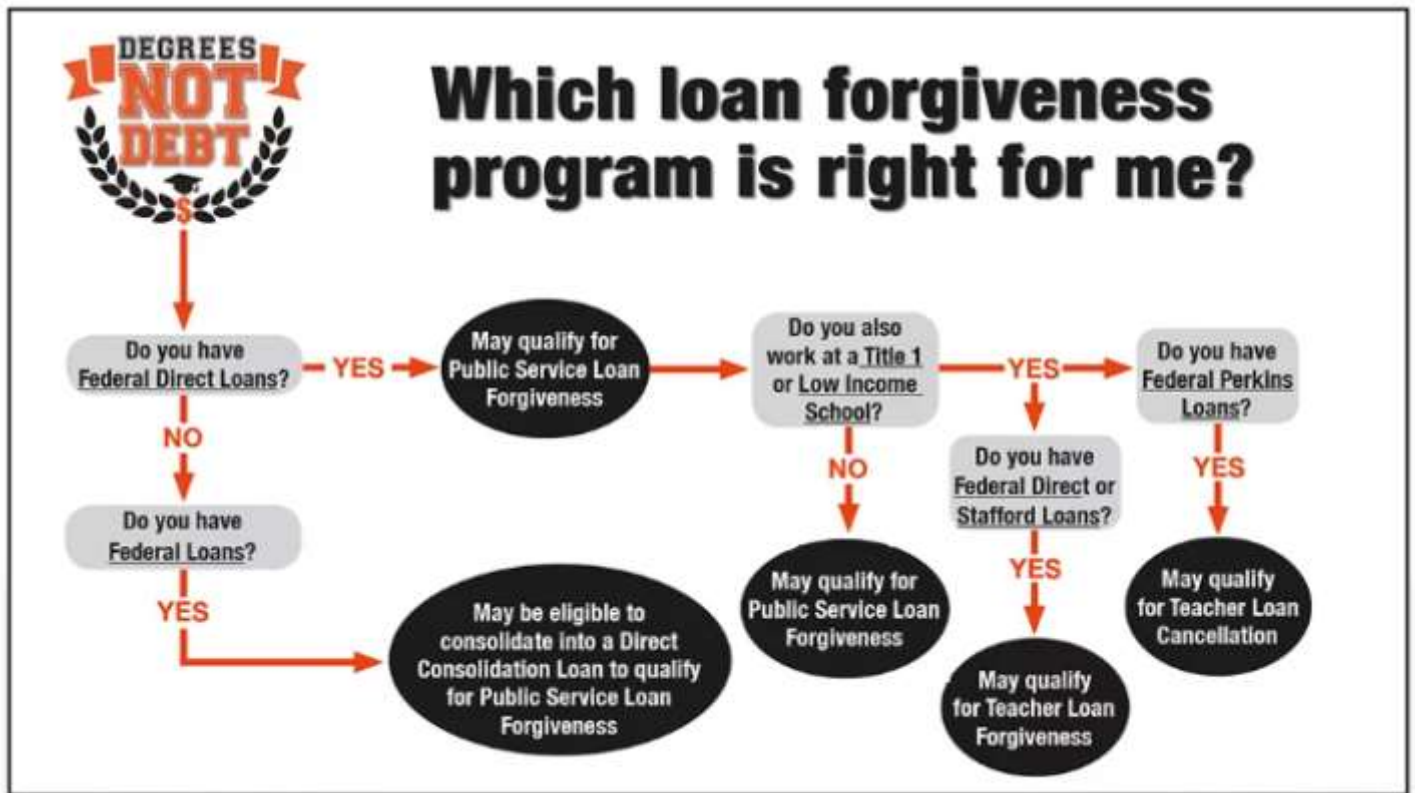 DEGREES
NOT
DEBT
$
Which loan forgiveness
program is right for me?
Do you have
Federal Direct Loans?
YES
May qualify for
Public Service Loan
Forgiveness
Do you also
work at a Title 1
or Low Income
School?
YES
Do you have
Federal Perkins
Loans?
NO
Do you have
Federal Loans?
YES
May be eligible to
consolidate into a Direct
Consolidation Loan to qualify
for Public Service Loan
Forgiveness
NO
May qualify for
Public Service Loan
Forgiveness
Do you have
Federal Direct or
Stafford Loans?
YES
May qualify
for Teacher Loan
Forgiveness
YES
May qualify
for Teacher Loan
Cancellation